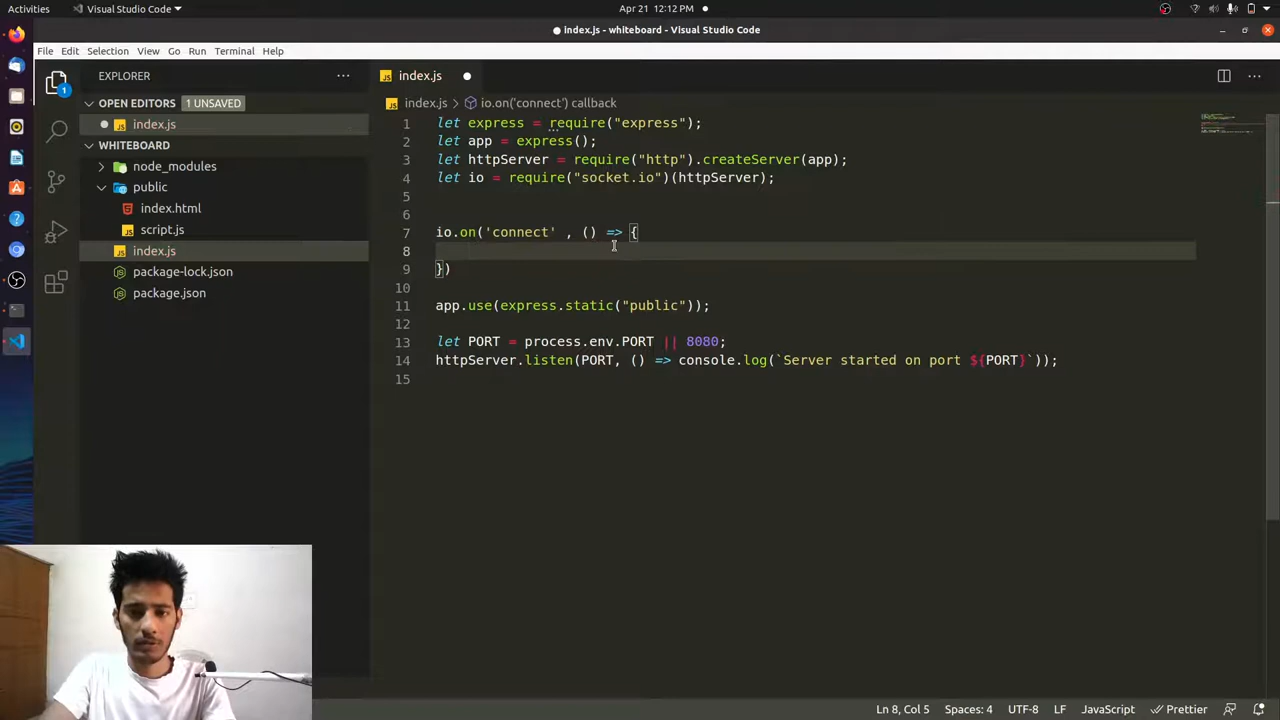 Activities
Visual Studio Code
Apr 21 12:12 PM
index.js - whiteboard - Visual Studio Code
File Edit Selection View Go Run Terminal Help
EXPLORER
index.js
OPEN EDITORS 1 UNSAVED
JS index.js
WHITEBOARD
node_modules
public
index.html
JS script.js
JS index.js
package-lock.json
package.json
1
JS index.js > io.on('connect') callback
1 let express = require("express");
2 let app = express();
3 let httpServer = require("http").createServer(app);
4 let io = require("socket.io")(httpServer);
5
6
7 io.on('connect' , () => {
8
9 })
10
11 app.use(express.static("public"));
12
13 let PORT = process.env.PORT || 8080;
14 httpServer.listen(PORT, () => console.log(`Server started on port ${PORT}`));
15
Ln 8, Col 5 Spaces: 4 UTF-8 LF JavaScript Prettier